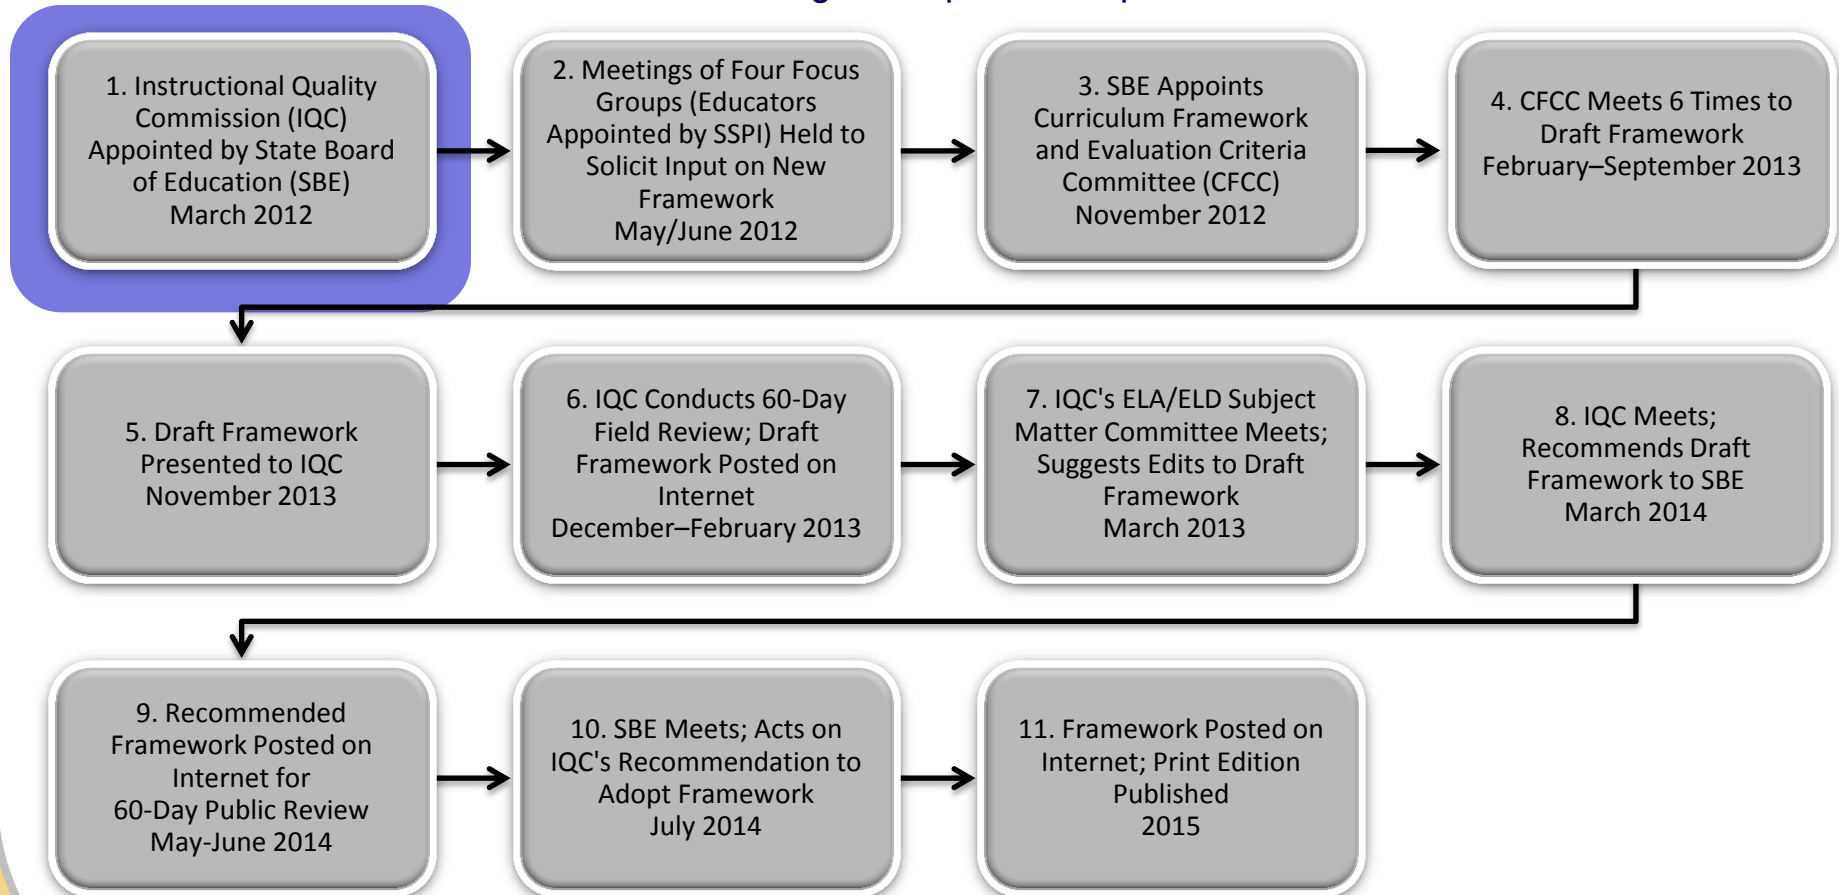 1. Instructional Quality
Commission (IQC)
Appointed by State Board
of Education (SBE)
March 2012
2. Meetings of Four Focus
Groups (Educators
Appointed by SSPI) Held to
Solicit Input on New
Framework
May/June 2012
3. SBE Appoints
Curriculum Framework
and Evaluation Criteria
Committee (CFCC)
November 2012
4. CFCC Meets 6 Times to
Draft Framework
February–September 2013
5. Draft Framework
Presented to IQC
November 2013
6. IQC Conducts 60-Day
Field Review; Draft
Framework Posted on
Internet
December–February 2013
7. IQC's ELA/ELD Subject
Matter Committee Meets;
Suggests Edits to Draft
Framework
March 2013
8. IQC Meets;
Recommends Draft
Framework to SBE
March 2014
9. Recommended
Framework Posted on
Internet for
60-Day Public Review
May-June 2014
10. SBE Meets; Acts on
IQC's Recommendation to
Adopt Framework
July 2014
11. Framework Posted on
Internet; Print Edition
Published
2015